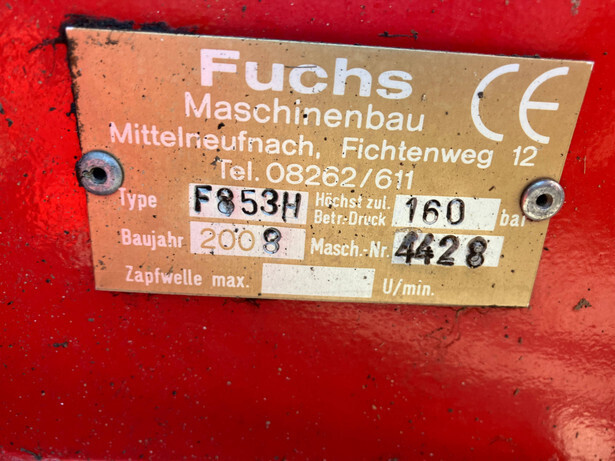 Fuchs
CE
Maschinenbau
Mittelneufnach, Fichtenweg 12
Tel. 08262/611
Type F853H Höchst zul. Betr.-Druck 160 bar
Baujahr 2008 Masch.-Nr. 4428
Zapfwelle max. U/min.